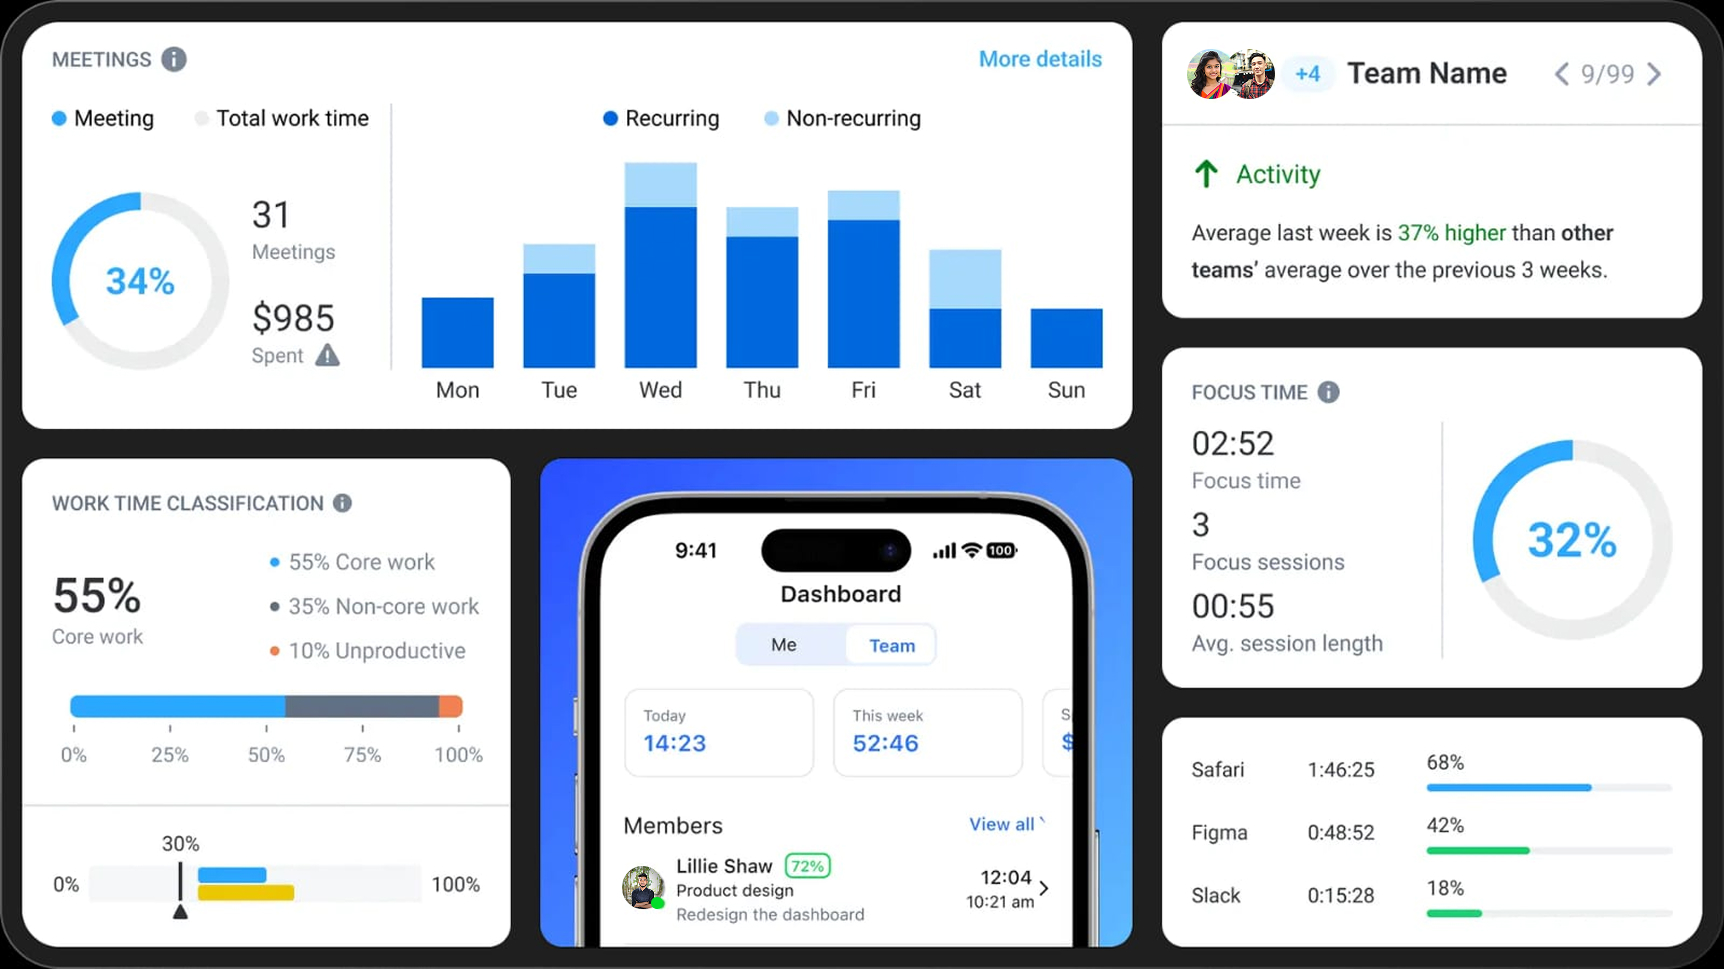 MEETINGS
More details
Meeting
Total work time
Recurring
Non-recurring
34%
31
Meetings
$985
Spent
Mon Tue Wed Thu Fri Sat Sun
+4 Team Name 9/99
Activity
Average last week is 37% higher than other
teams’ average over the previous 3 weeks.
WORK TIME CLASSIFICATION
55%
Core work
55% Core work
35% Non-core work
10% Unproductive
0% 25% 50% 75% 100%
30%
0% 100%
9:41 100
Dashboard
Me Team
Today
14:23
This week
52:46
S
$
Members
View all
Lillie Shaw 72%
Product design
Redesign the dashboard
12:04
10:21 am
FOCUS TIME
02:52
Focus time
3
Focus sessions
00:55
Avg. session length
32%
Safari 1:46:25 68%
Figma 0:48:52 42%
Slack 0:15:28 18%